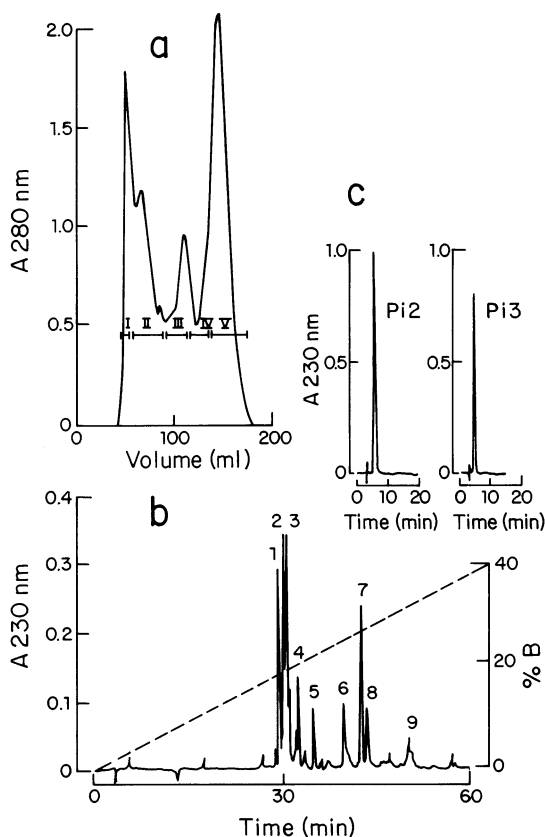 a
2.0
1.5
1.0
0.5
0
A 280 nm
I II III IV V
0 100 200
Volume (ml)
c
1.0
0.5
0
A 230 nm
Pi2
0 10 20
Time (min)
1.0
0.5
0
Pi3
0 10 20
Time (min)
b
0.4
0.3
0.2
0.1
0
A 230 nm
1 2 3 4 5 6 7 8 9
40
20
0
% B
0 30 60
Time (min)